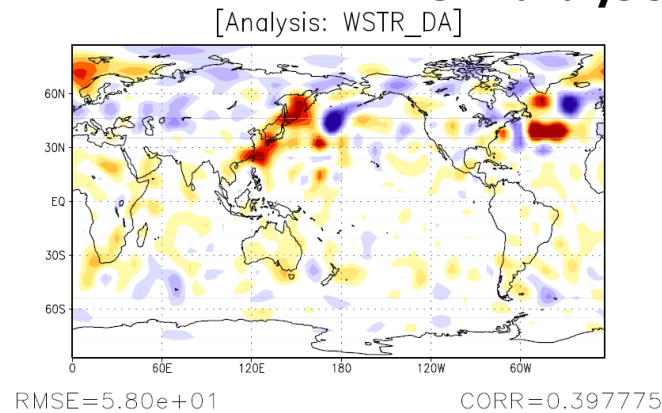 [Analysis: WSTR_DA]
60N
30N
EQ
30S
60S
0 60E 120E 180 120W 60W
RMSE=5.80e+01 CORR=0.397775